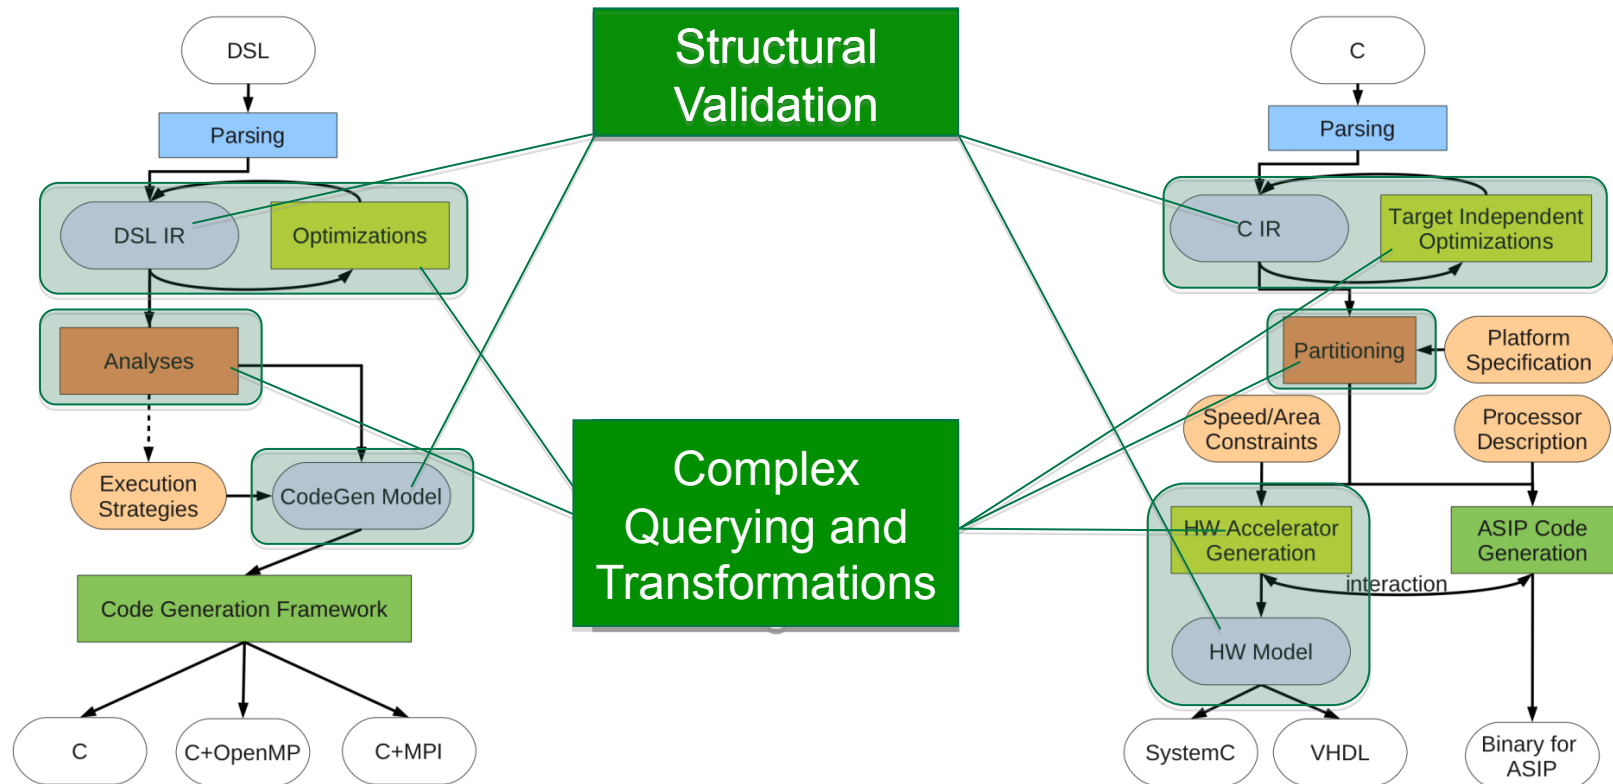 DSL
Parsing
DSL IR
Optimizations
Analyses
Execution
Strategies
CodeGen Model
Code Generation Framework
C
C+OpenMP
C+MPI
Structural
Validation
Complex
Querying and
Transformations
C
Parsing
C IR
Target Independent
Optimizations
Partitioning
Platform
Specification
Speed/Area
Constraints
Processor
Description
HW Accelerator
Generation
ASIP Code
Generation
interaction
HW Model
SystemC
VHDL
Binary for
ASIP